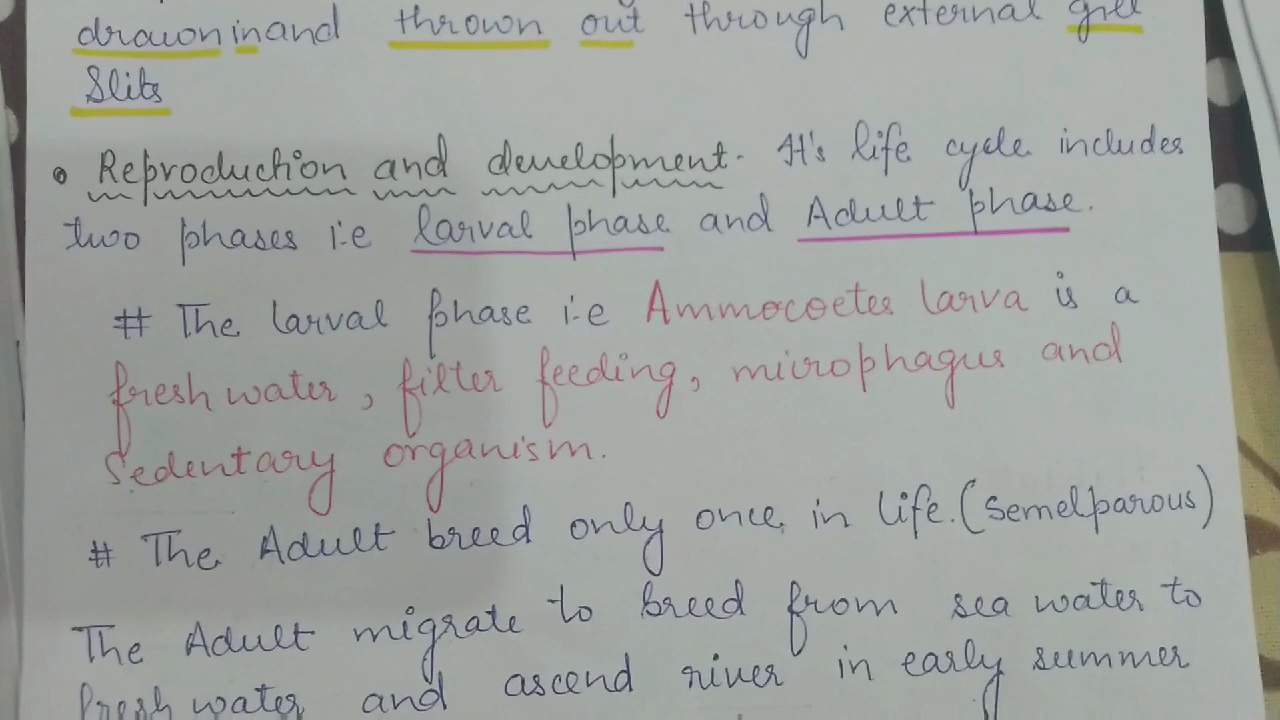 drawon in and thrown out through external gill
Slits
• Reproduction and development. It's life cycle includes
two phases i.e larval phase and Adult phase.
# The larval phase i.e Ammocoetes larva is a
fresh water, filter feeding, microphagus and
Sedentary organism.
# The Adult breed only once in life. (semelparous)
The Adult migrate to breed from sea water to
fresh water and ascend river in early summer